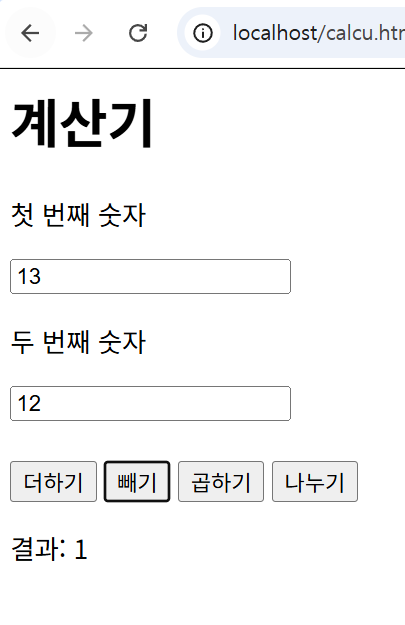 localhost/calcu.htm
계산기
첫 번째 숫자
13
두 번째 숫자
12
더하기 빼기 곱하기 나누기
결과: 1